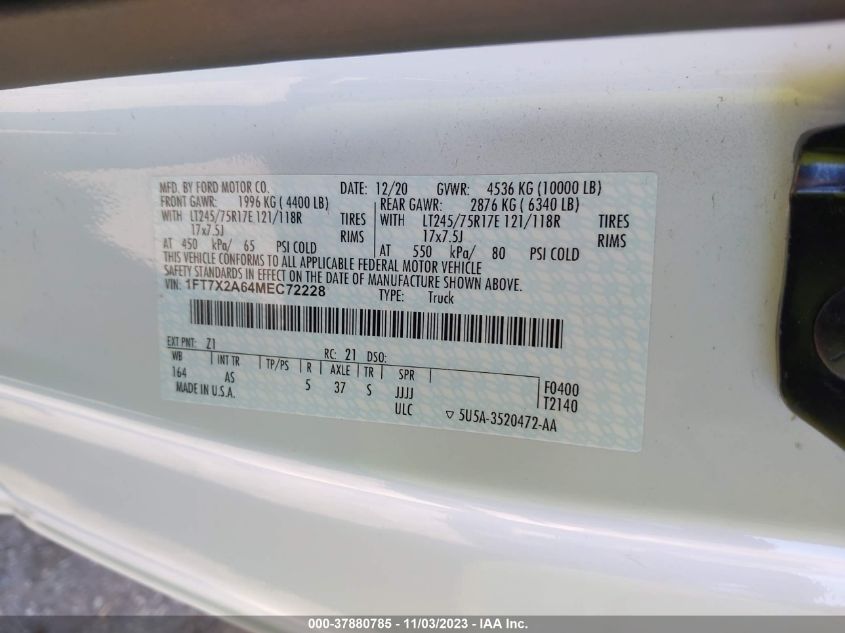 MFD. BY FORD MOTOR CO. DATE: 12/20 GVWR: 4536 KG (10000 LB)
FRONT GAWR: 1996 KG ( 4400 LB) REAR GAWR: 2876 KG ( 6340 LB)
WITH LT245/75R17E 121/118R TIRES WITH LT245/75R17E 121/118R TIRES
17x7.5J RIMS 17x7.5J RIMS
AT 450 kPa/ 65 PSI COLD AT 550 kPa/ 80 PSI COLD
THIS VEHICLE CONFORMS TO ALL APPLICABLE FEDERAL MOTOR VEHICLE
SAFETY STANDARDS IN EFFECT ON THE DATE OF MANUFACTURE SHOWN ABOVE.
VIN: 1FT7X2A64MEC72228 TYPE: Truck
EXT PNT: Z1 RC: 21 DSO:
WB INT TR TP/PS R AXLE TR SPR F0400
164 AS 5 37 S JJJJ T2140
MADE IN U.S.A. ULC ▽ 5U5A-3520472-AA
000-37880785 - 11/03/2023 - IAA Inc.